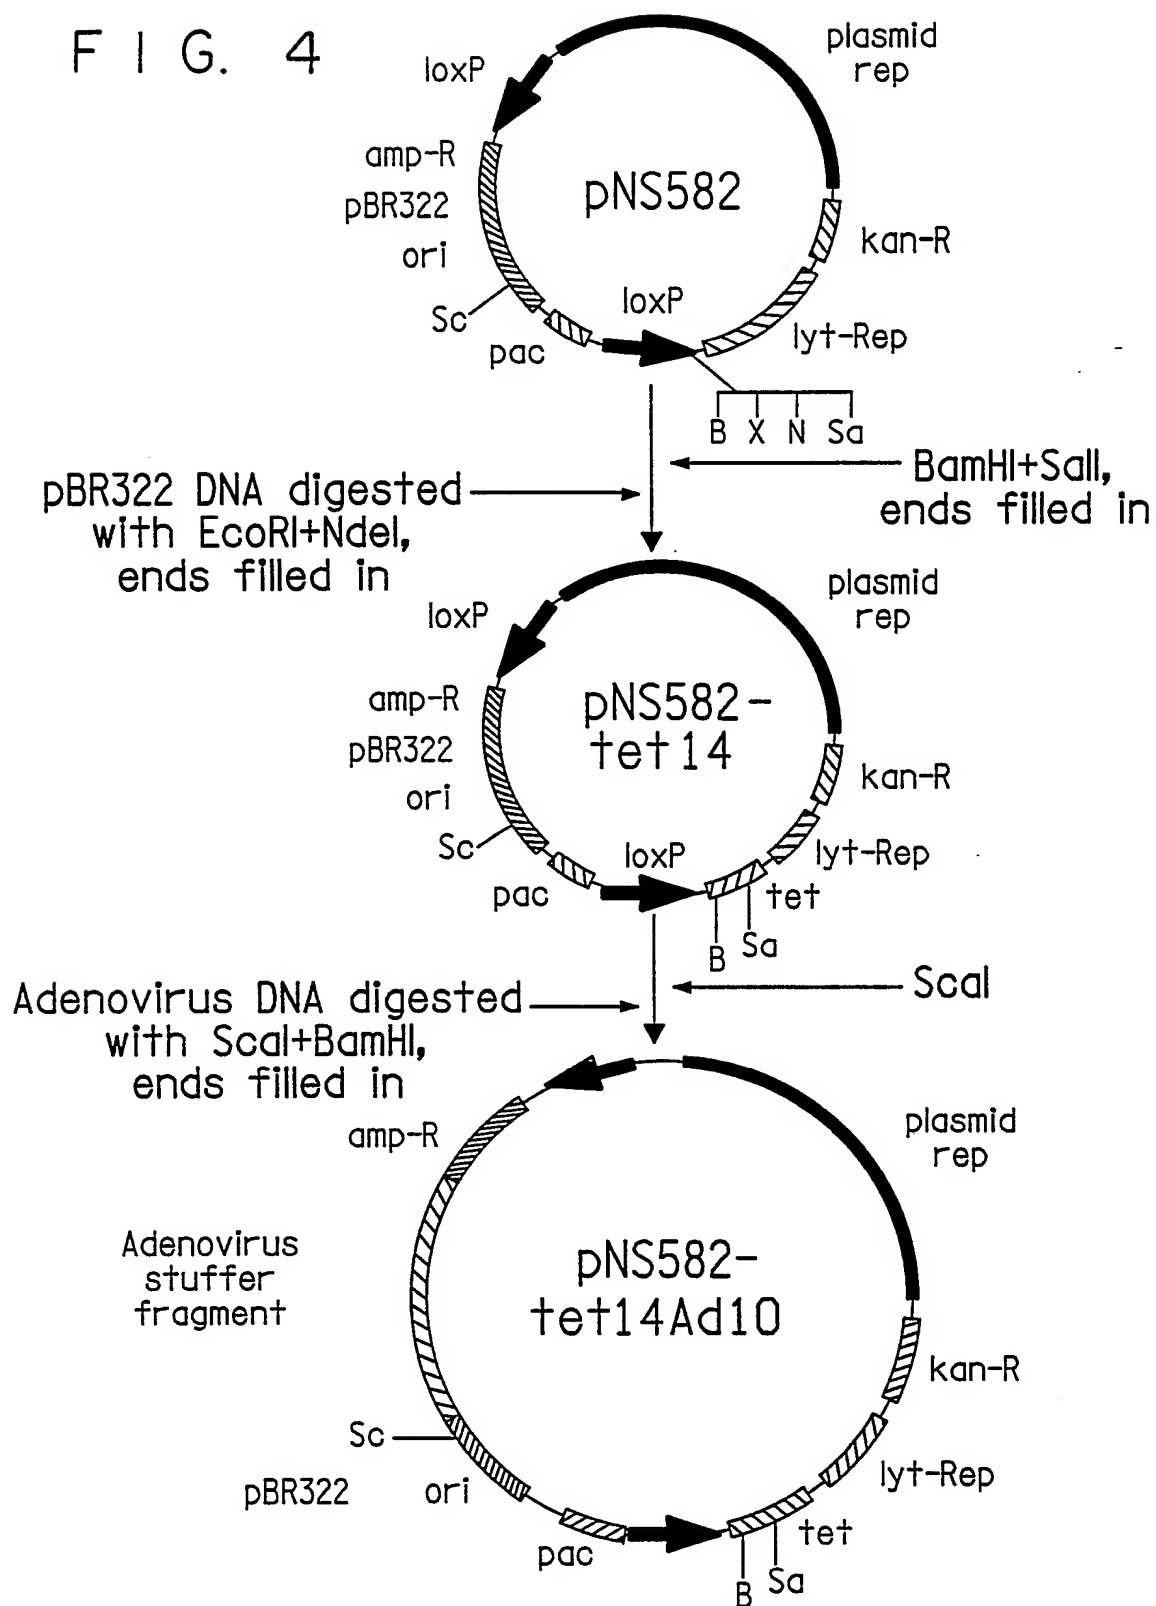 FIG. 4
plasmid
rep
loxP
amp-R
pBR322
ori
pNS582
kan-R
Sc
loxP
lyt-Rep
pac
B X N Sa
BamHI+SalI,
ends filled in
pBR322 DNA digested
with EcoRI+NdeI,
ends filled in
plasmid
rep
loxP
amp-R
pBR322
ori
pNS582-
tet14
kan-R
Sc
loxP
lyt-Rep
pac
tet
B
Sa
ScaI
Adenovirus DNA digested
with ScaI+BamHI,
ends filled in
amp-R
plasmid
rep
Adenovirus
stuffer
fragment
pNS582-
tet14Ad10
kan-R
Sc
pBR322
ori
lyt-Rep
pac
tet
B
Sa